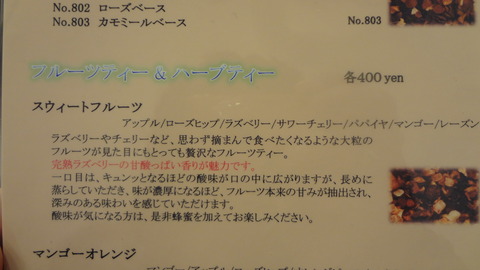 No.802 ローズベース
No.803 カモミールベース
No.803
フルーツティー & ハーブティー 各400 yen
スウィートフルーツ
アップル/ローズヒップ/ラズベリー/サワーチェリー/パパイヤ/マンゴー/レーズン
ラズベリーやチェリーなど、思わず摘まんで食べたくなるような大粒の
フルーツが見た目にもとっても贅沢なフルーツティー。
完熟ラズベリーの甘酸っぱい香りが魅力です。
一口目は、キュンッとなるほどの酸味が口の中に広がりますが、長めに
蒸らしていただき、味が濃厚になるほど、フルーツ本来の甘みが抽出され、
深みのある味わいを感じていただけます。
酸味が気になる方は、是非蜂蜜を加えてお楽しみください。
マンゴーオレンジ